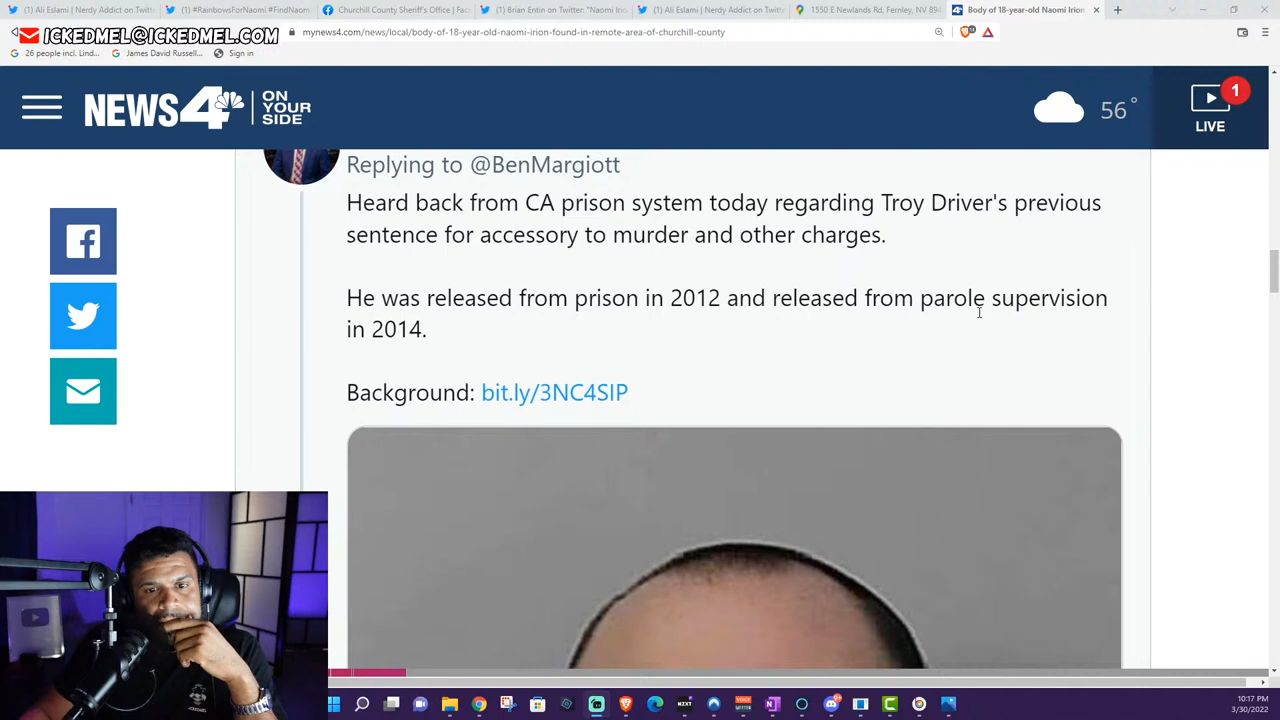 (1) Ali Eslami | Nerdy Addict on Twitt
(1) #RainbowsForNaomi #FindNaom
Churchill County Sheriff's Office | Fac
(1) Brian Entin on Twitter: "Naomi Irio
(1) Ali Eslami | Nerdy Addict on Twitt
1550 E Newlands Rd, Fernley, NV 894
Body of 18-year-old Naomi Irion
ICKEDMEL@ICKEDMEL.COM
mynews4.com/news/local/body-of-18-year-old-naomi-irion-found-in-remote-area-of-churchill-county
26 people incl. Lind...
James David Russell...
Sign in
NEWS 4
ON
YOUR
SIDE
56°
1
LIVE
Replying to @BenMargiott
Heard back from CA prison system today regarding Troy Driver's previous
sentence for accessory to murder and other charges.
He was released from prison in 2012 and released from parole supervision
in 2014.
Background: bit.ly/3NC4SIP
ICKEDMEL
NZXT
10:17 PM
3/30/2022